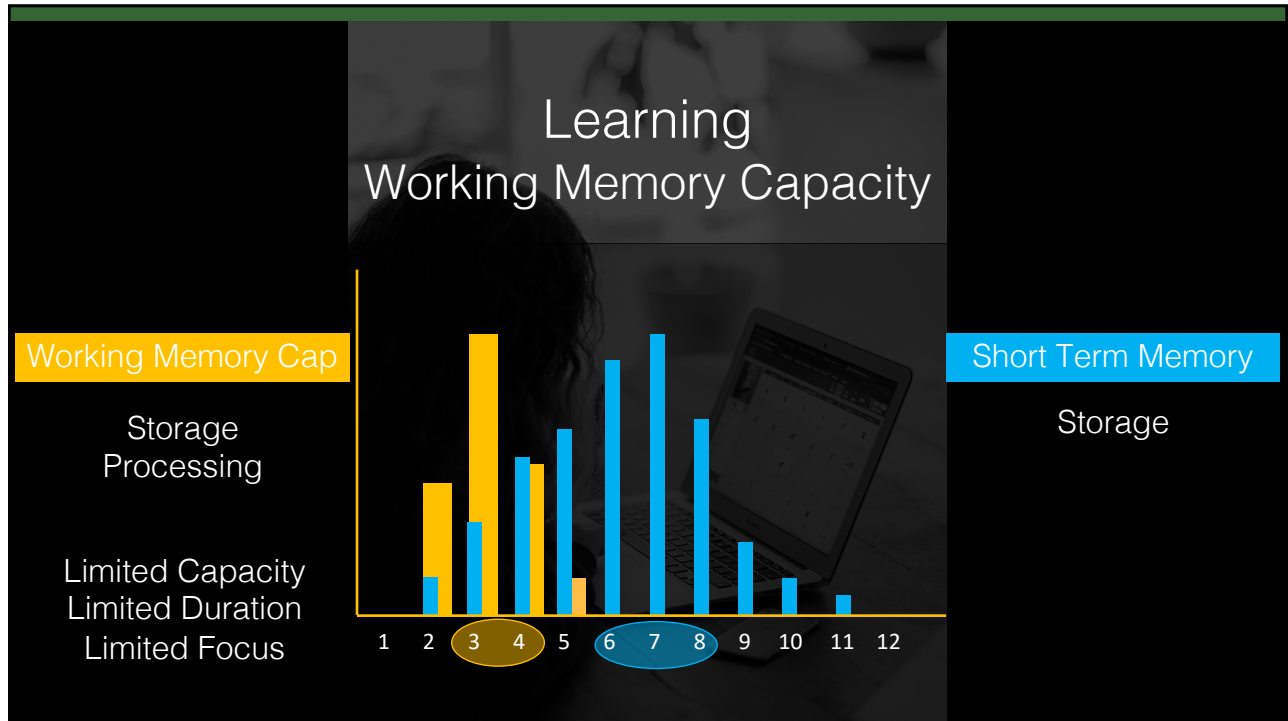 Learning
Working Memory Capacity
Working Memory Cap
Storage
Processing
Limited Capacity
Limited Duration
Limited Focus
Short Term Memory
Storage
1 2 3 4 5 6 7 8 9 10 11 12